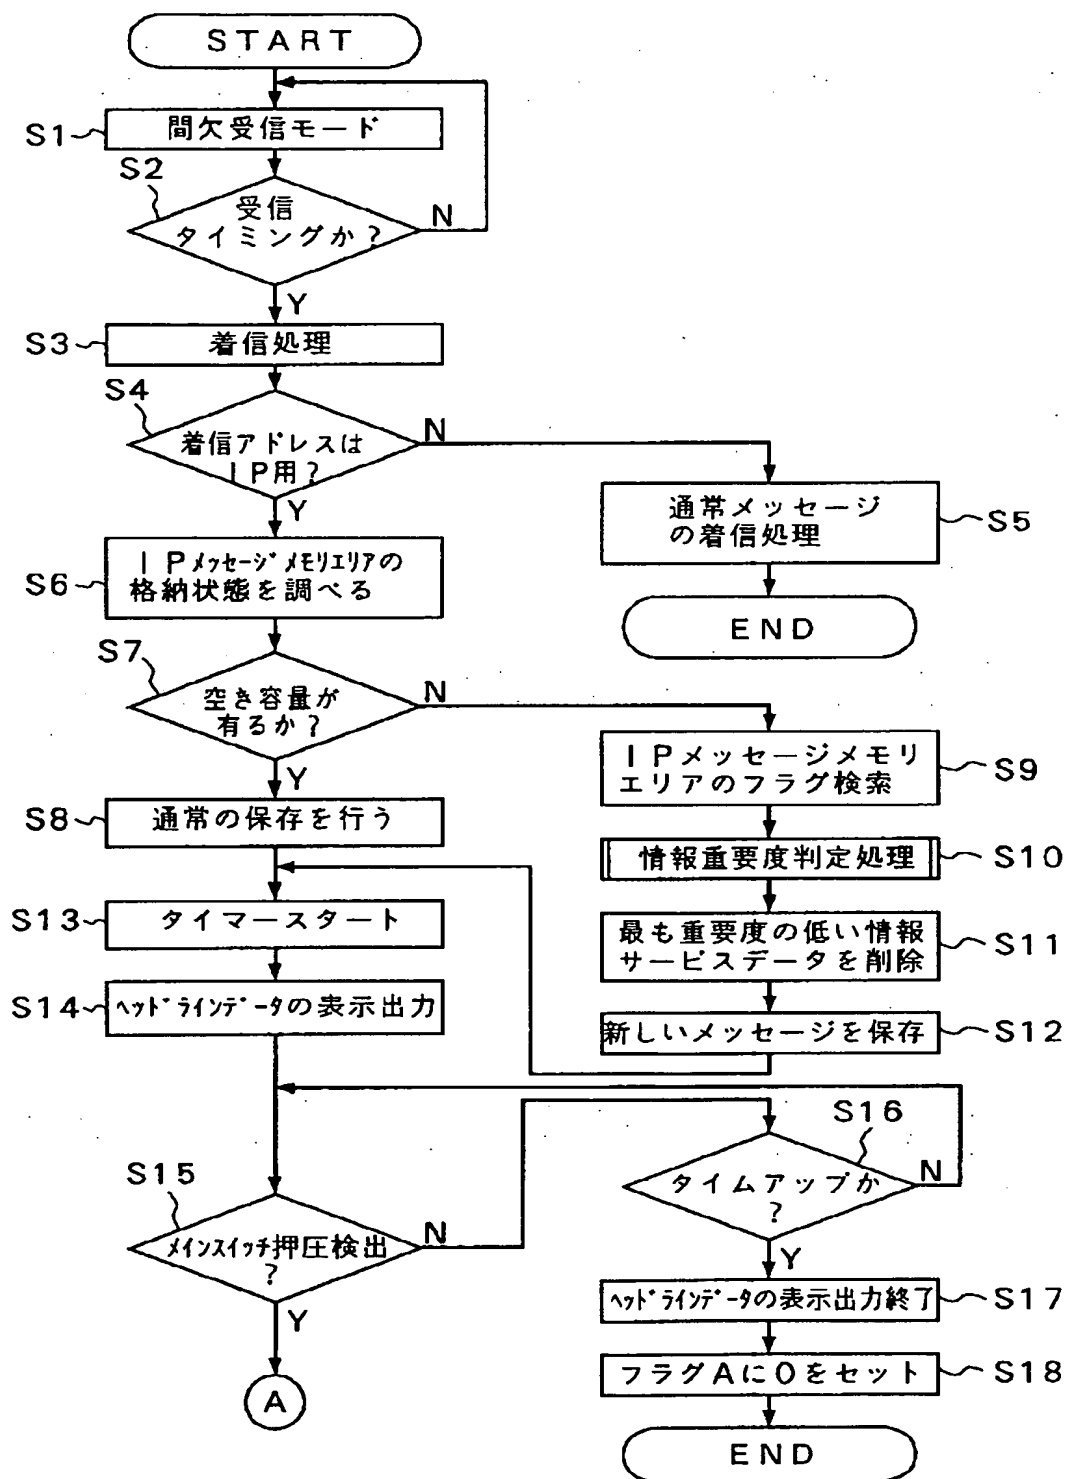 START
S1
間欠受信モード
S2
受信
タイミングか?
N
Y
S3
着信処理
S4
着信アドレスは
IP用?
N
Y
S5
通常メッセージ
の着信処理
END
S6
IPメッセージメモリエリアの
格納状態を調べる
S7
空き容量が
有るか?
N
Y
S8
通常の保存を行う
S9
IPメッセージメモリ
エリアのフラグ検索
S10
情報重要度判定処理
S11
最も重要度の低い情報
サービスデータを削除
S12
新しいメッセージを保存
S13
タイマースタート
S14
ヘッドラインデータの表示出力
S15
メインスイッチ押圧検出
?
N
Y
A
S16
タイムアップか
?
N
Y
S17
ヘッドラインデータの表示出力終了
S18
フラグAに0をセット
END